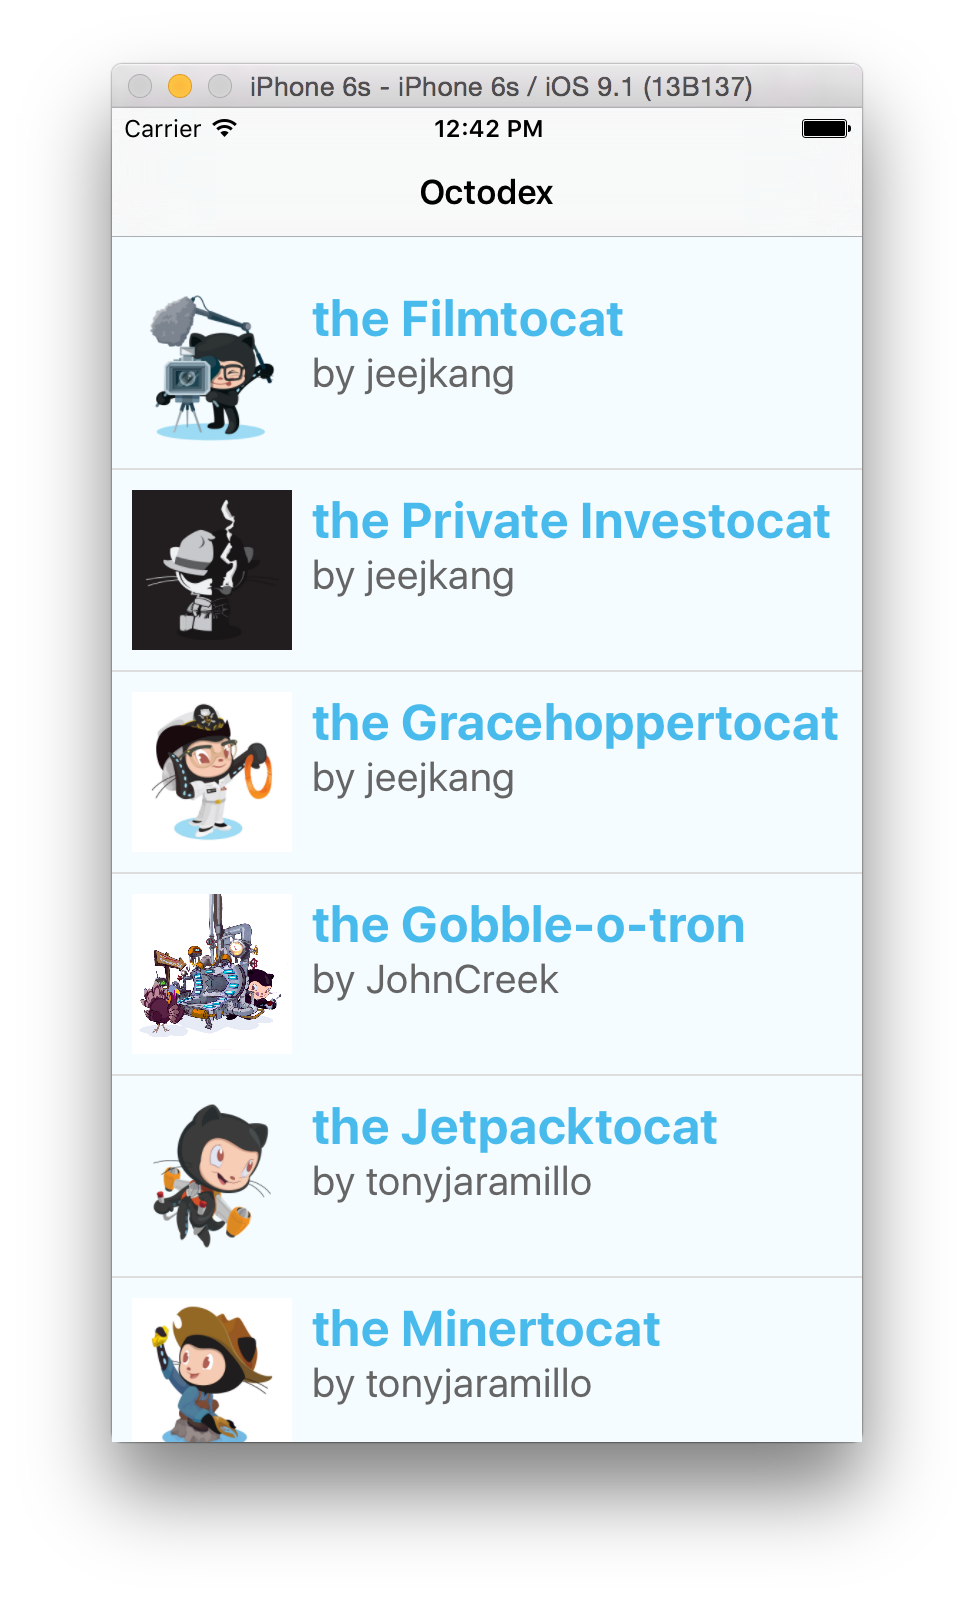 iPhone 6s - iPhone 6s / iOS 9.1 (13B137)
Carrier 12:42 PM
Octodex
the Filmtocat
by jeejkang
the Private Investocat
by jeejkang
the Gracehoppertocat
by jeejkang
the Gobble-o-tron
by JohnCreek
the Jetpacktocat
by tonyjaramillo
the Minertocat
by tonyjaramillo